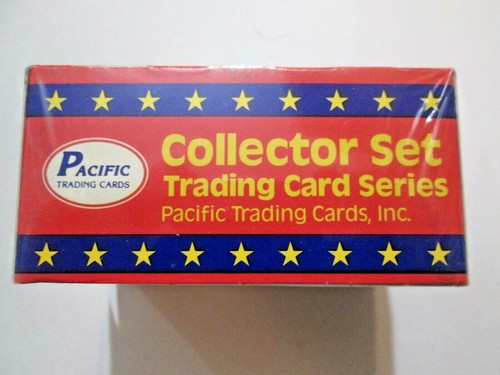 PACIFIC
TRADING CARDS
Collector Set
Trading Card Series
Pacific Trading Cards, Inc.